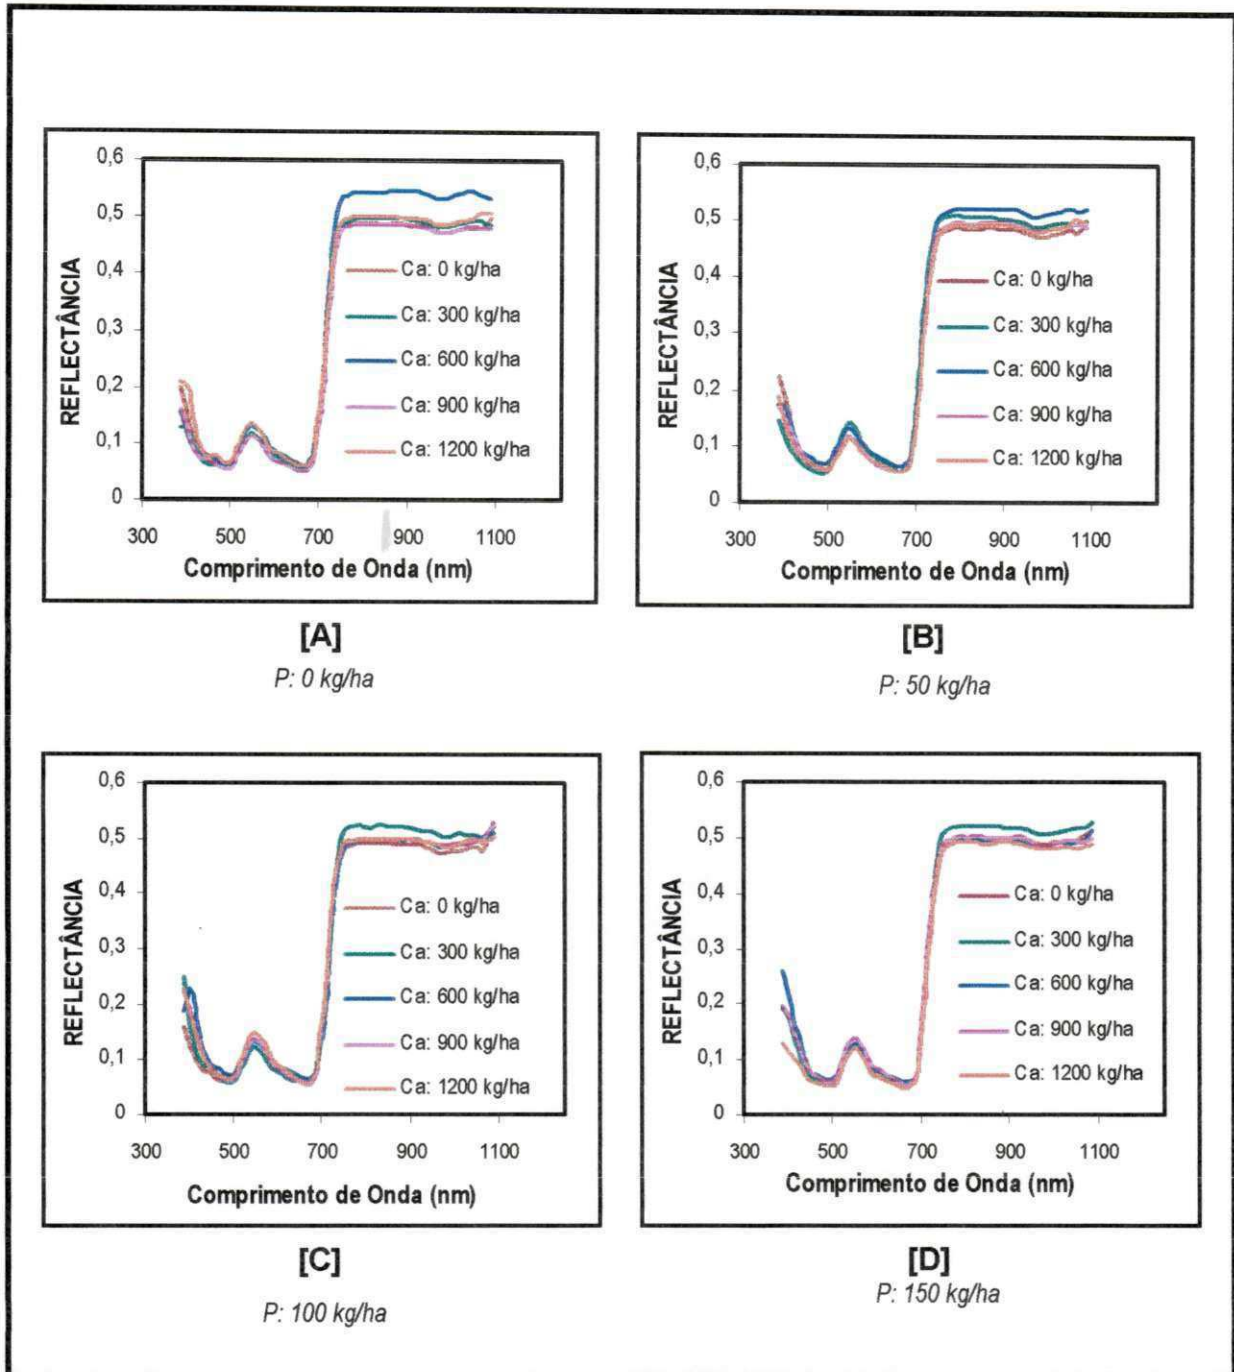 0,6
0,5
0,4
0,3
0,2
0,1
0
REFLECTÂNCIA
Ca: 0 kg/ha
Ca: 300 kg/ha
Ca: 600 kg/ha
Ca: 900 kg/ha
Ca: 1200 kg/ha
300 500 700 900 1100
Comprimento de Onda (nm)
[A]
P: 0 kg/ha
0,6
0,5
0,4
0,3
0,2
0,1
0
REFLECTÂNCIA
Ca: 0 kg/ha
Ca: 300 kg/ha
Ca: 600 kg/ha
Ca: 900 kg/ha
Ca: 1200 kg/ha
300 500 700 900 1100
Comprimento de Onda (nm)
[B]
P: 50 kg/ha
0,6
0,5
0,4
0,3
0,2
0,1
0
REFLECTÂNCIA
Ca: 0 kg/ha
Ca: 300 kg/ha
Ca: 600 kg/ha
Ca: 900 kg/ha
Ca: 1200 kg/ha
300 500 700 900 1100
Comprimento de Onda (nm)
[C]
P: 100 kg/ha
0,6
0,5
0,4
0,3
0,2
0,1
0
REFLECTÂNCIA
Ca: 0 kg/ha
Ca: 300 kg/ha
Ca: 600 kg/ha
Ca: 900 kg/ha
Ca: 1200 kg/ha
300 500 700 900 1100
Comprimento de Onda (nm)
[D]
P: 150 kg/ha